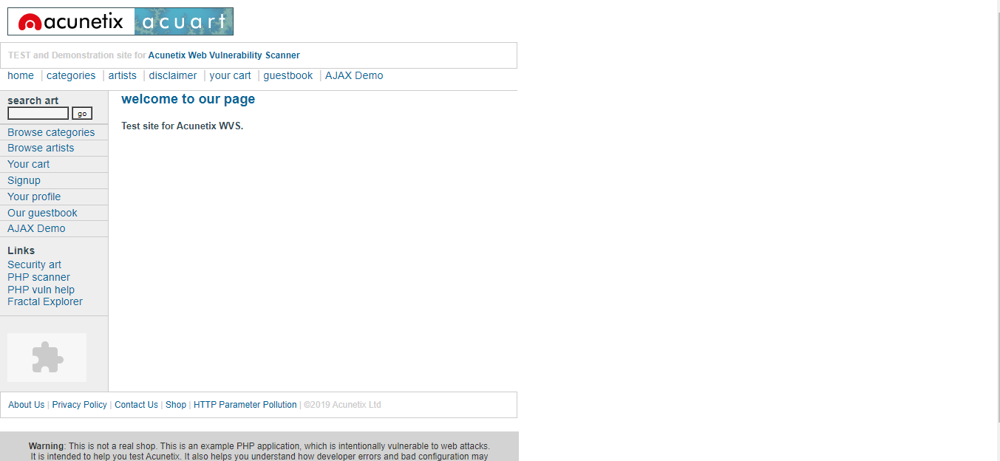 acunetix acuart
TEST and Demonstration site for Acunetix Web Vulnerability Scanner
home | categories | artists | disclaimer | your cart | guestbook | AJAX Demo
search art
go
welcome to our page
Test site for Acunetix WVS.
Browse categories
Browse artists
Your cart
Signup
Your profile
Our guestbook
AJAX Demo
Links
Security art
PHP scanner
PHP vuln help
Fractal Explorer
About Us | Privacy Policy | Contact Us | Shop | HTTP Parameter Pollution | ©2019 Acunetix Ltd
Warning: This is not a real shop. This is an example PHP application, which is intentionally vulnerable to web attacks.
It is intended to help you test Acunetix. It also helps you understand how developer errors and bad configuration may